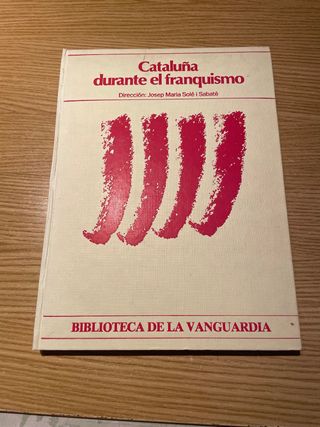 Cataluña
durante el franquismo
Dirección: Josep Maria Solé i Sabaté
BIBLIOTECA DE LA VANGUARDIA